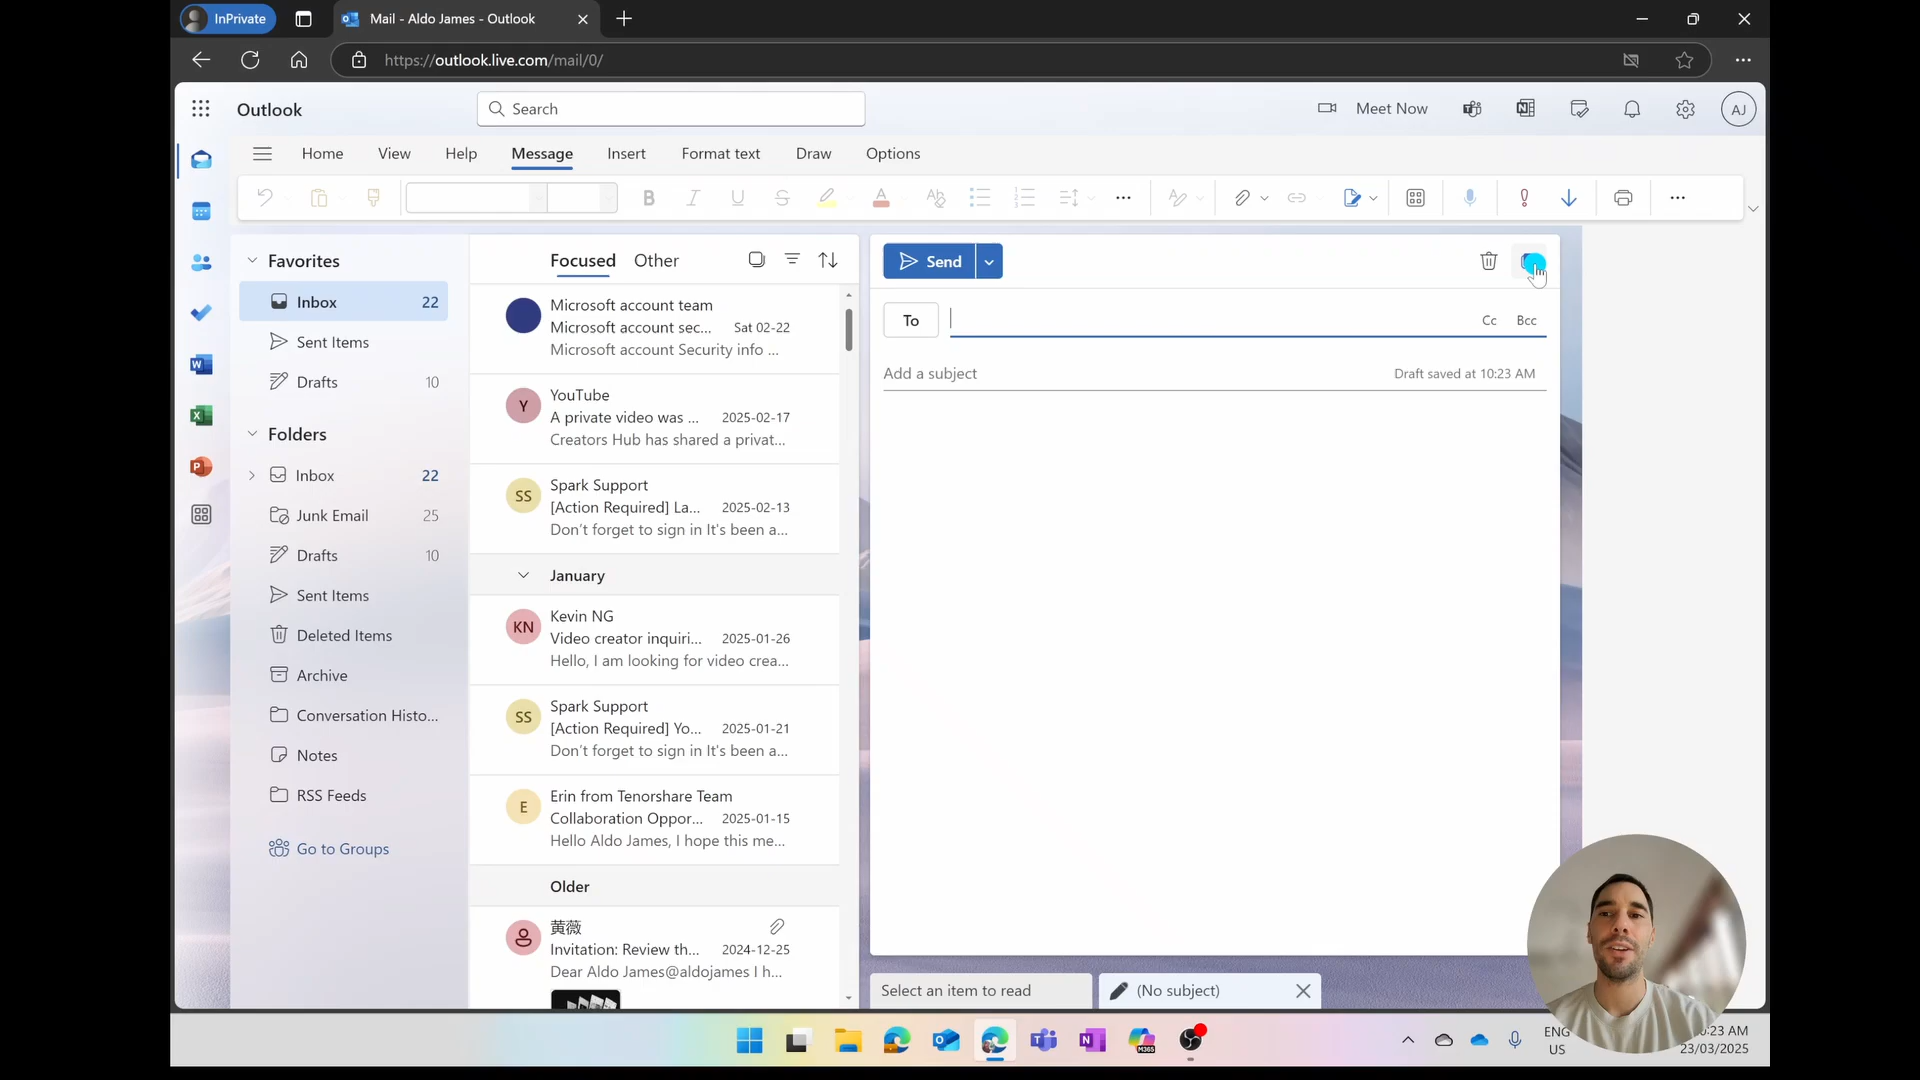 InPrivate
Mail - Aldo James - Outlook
https://outlook.live.com/mail/0/
Outlook
Search
Meet Now
AJ
Home View Help Message Insert Format text Draw Options
Favorites
Inbox 22
Sent Items
Drafts 10
Folders
Inbox 22
Junk Email 25
Drafts 10
Sent Items
Deleted Items
Archive
Conversation Histo...
Notes
RSS Feeds
Go to Groups
Focused Other
Microsoft account team
Microsoft account sec... Sat 02-22
Microsoft account Security info ...
Y
YouTube
A private video was ... 2025-02-17
Creators Hub has shared a privat...
SS
Spark Support
[Action Required] La... 2025-02-13
Don't forget to sign in It's been a...
January
KN
Kevin NG
Video creator inquiri... 2025-01-26
Hello, I am looking for video crea...
SS
Spark Support
[Action Required] Yo... 2025-01-21
Don't forget to sign in It's been a...
E
Erin from Tenorshare Team
Collaboration Oppor... 2025-01-15
Hello Aldo James, I hope this me...
Older
黄薇
Invitation: Review th... 2024-12-25
Dear Aldo James@aldojames I h...
Send
To
Cc Bcc
Add a subject
Draft saved at 10:23 AM
Select an item to read
(No subject)
M365
ENG
US
0:23 AM
23/03/2025